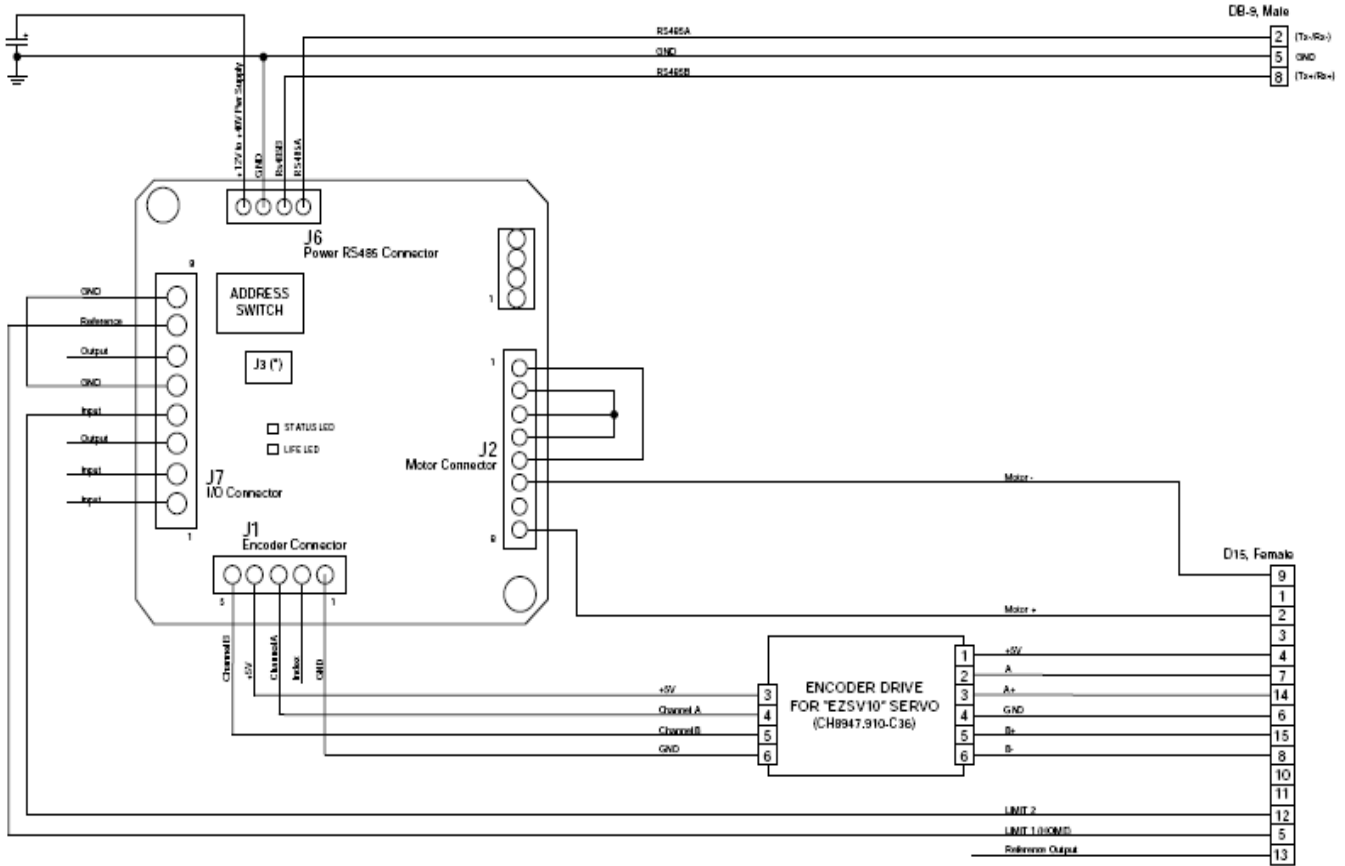 DB-9, Male
RS485A
2 (Tx-/Rx-)
GND
5 GND
RS485B
8 (Tx+/Rx+)
+12V to +40V Pwr Supply
GND
Rs485B
RS485A
J6
Power RS485 Connector
ADDRESS
SWITCH
J3 (*)
STATUS LED
LIFE LED
9
GND
Reference
Output
GND
Input
Output
Input
Input
J7
I/O Connector
1
1
1
J2
Motor Connector
9
J1
Encoder Connector
5
1
Channel B
+5V
Channel A
Index
GND
Motor -
Motor +
D15, Female
9
1
2
3
4
7
14
6
15
8
10
11
12
5
13
+5V
Channel A
Channel B
GND
3
4
5
6
ENCODER DRIVE
FOR "EZSV10" SERVO
(CH8947.910-C36)
1
2
3
4
5
6
+5V
A
A+
GND
B+
B-
LIMIT 2
LIMIT 1 (HOME)
Reference Output